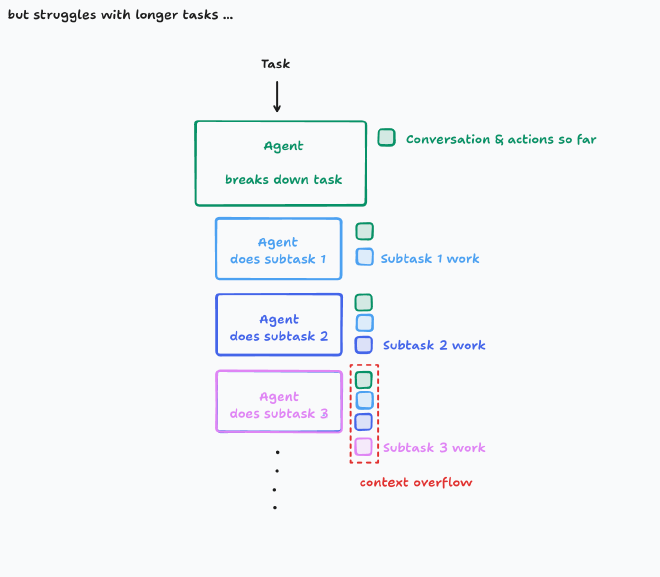 but struggles with longer tasks ...
Task
Agent
breaks down task
Conversation & actions so far
Agent
does subtask 1
Subtask 1 work
Agent
does subtask 2
Subtask 2 work
Agent
does subtask 3
Subtask 3 work
context overflow